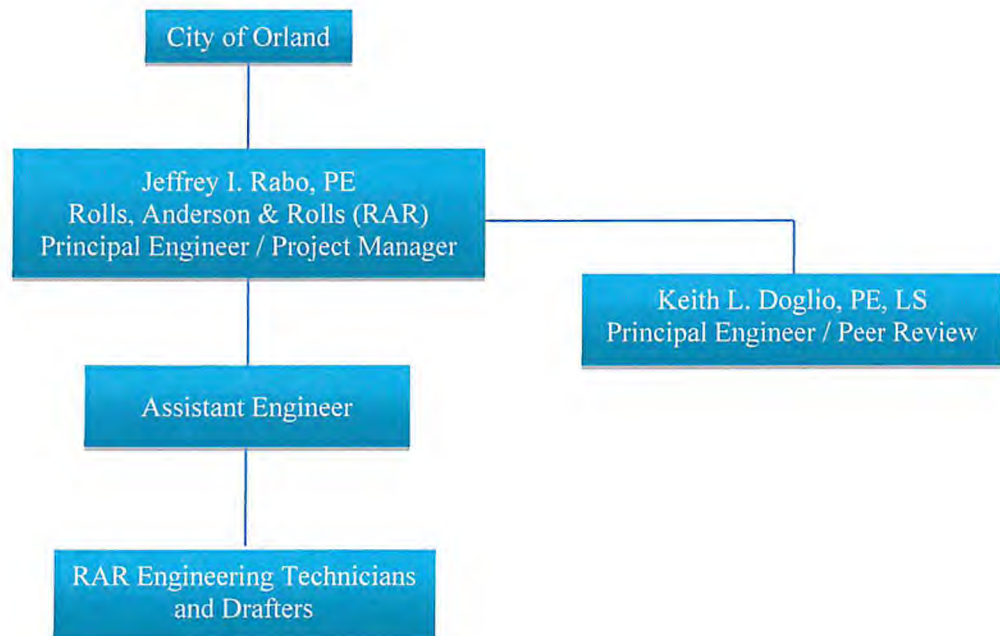 City of Orland
Jeffrey I. Rabo, PE
Rolls, Anderson & Rolls (RAR)
Principal Engineer / Project Manager
Keith L. Doglio, PE, LS
Principal Engineer / Peer Review
Assistant Engineer
RAR Engineering Technicians
and Drafters